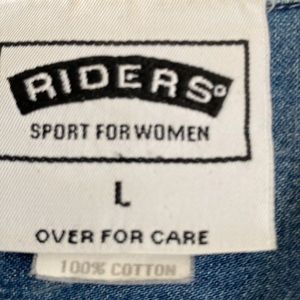 RIDERS®
SPORT FOR WOMEN
L
OVER FOR CARE
100% COTTON